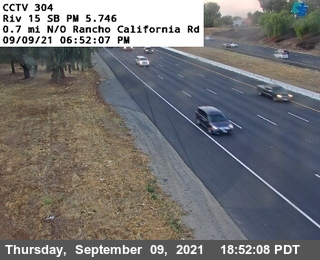 CCTV 304
Riv 15 SB PM 5.746
0.7 mi N/O Rancho California Rd
09/09/21 06:52:07 PM
Thursday, September 09, 2021 18:52:08 PDT